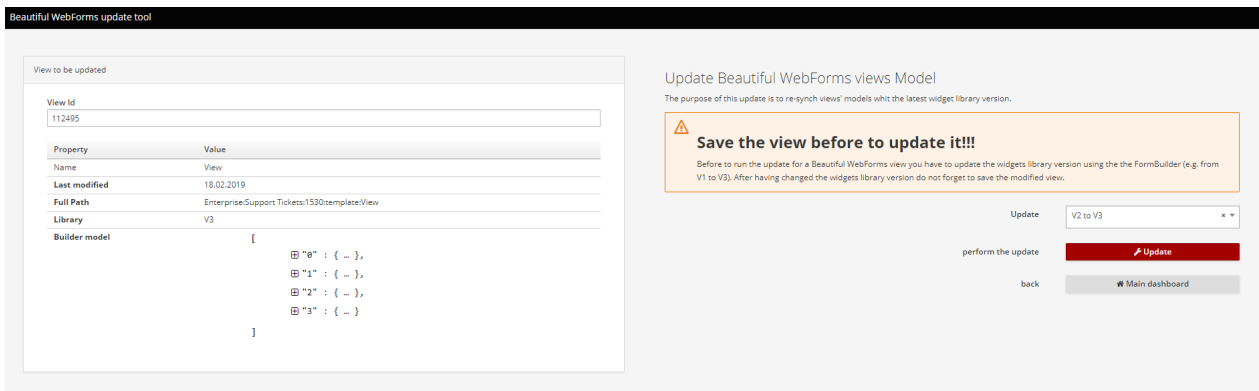 Beautiful WebForms update tool
View to be updated
View Id
112495
Property Value
Name View
Last modified 18.02.2019
Full Path Enterprise:Support Tickets:1530:template:View
Library V3
Builder model [
"0" : { … },
"1" : { … },
"2" : { … },
"3" : { … }
]
Update Beautiful WebForms views Model
The purpose of this update is to re-synch views' models whit the latest widget library version.
Save the view before to update it!!!
Before to run the update for a Beautiful WebForms view you have to update the widgets library version using the the FormBuilder (e.g. from
V1 to V3). After having changed the widgets library version do not forget to save the modified view.
Update V2 to V3
perform the update Update
back Main dashboard